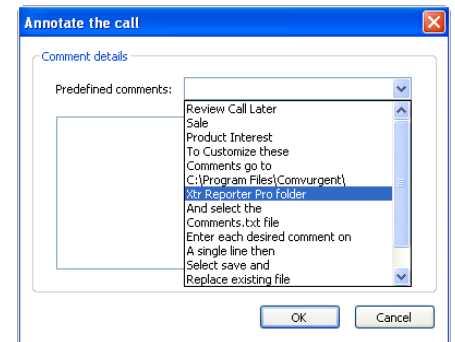 Annotate the call
Comment details
Predefined comments:
Review Call Later
Sale
Product Interest
To Customize these
Comments go to
C:\Program Files\Comvurgent\
Xtr Reporter Pro folder
And select the
Comments.txt file
Enter each desired comment on
A single line then
Select save and
Replace existing file
OK
Cancel